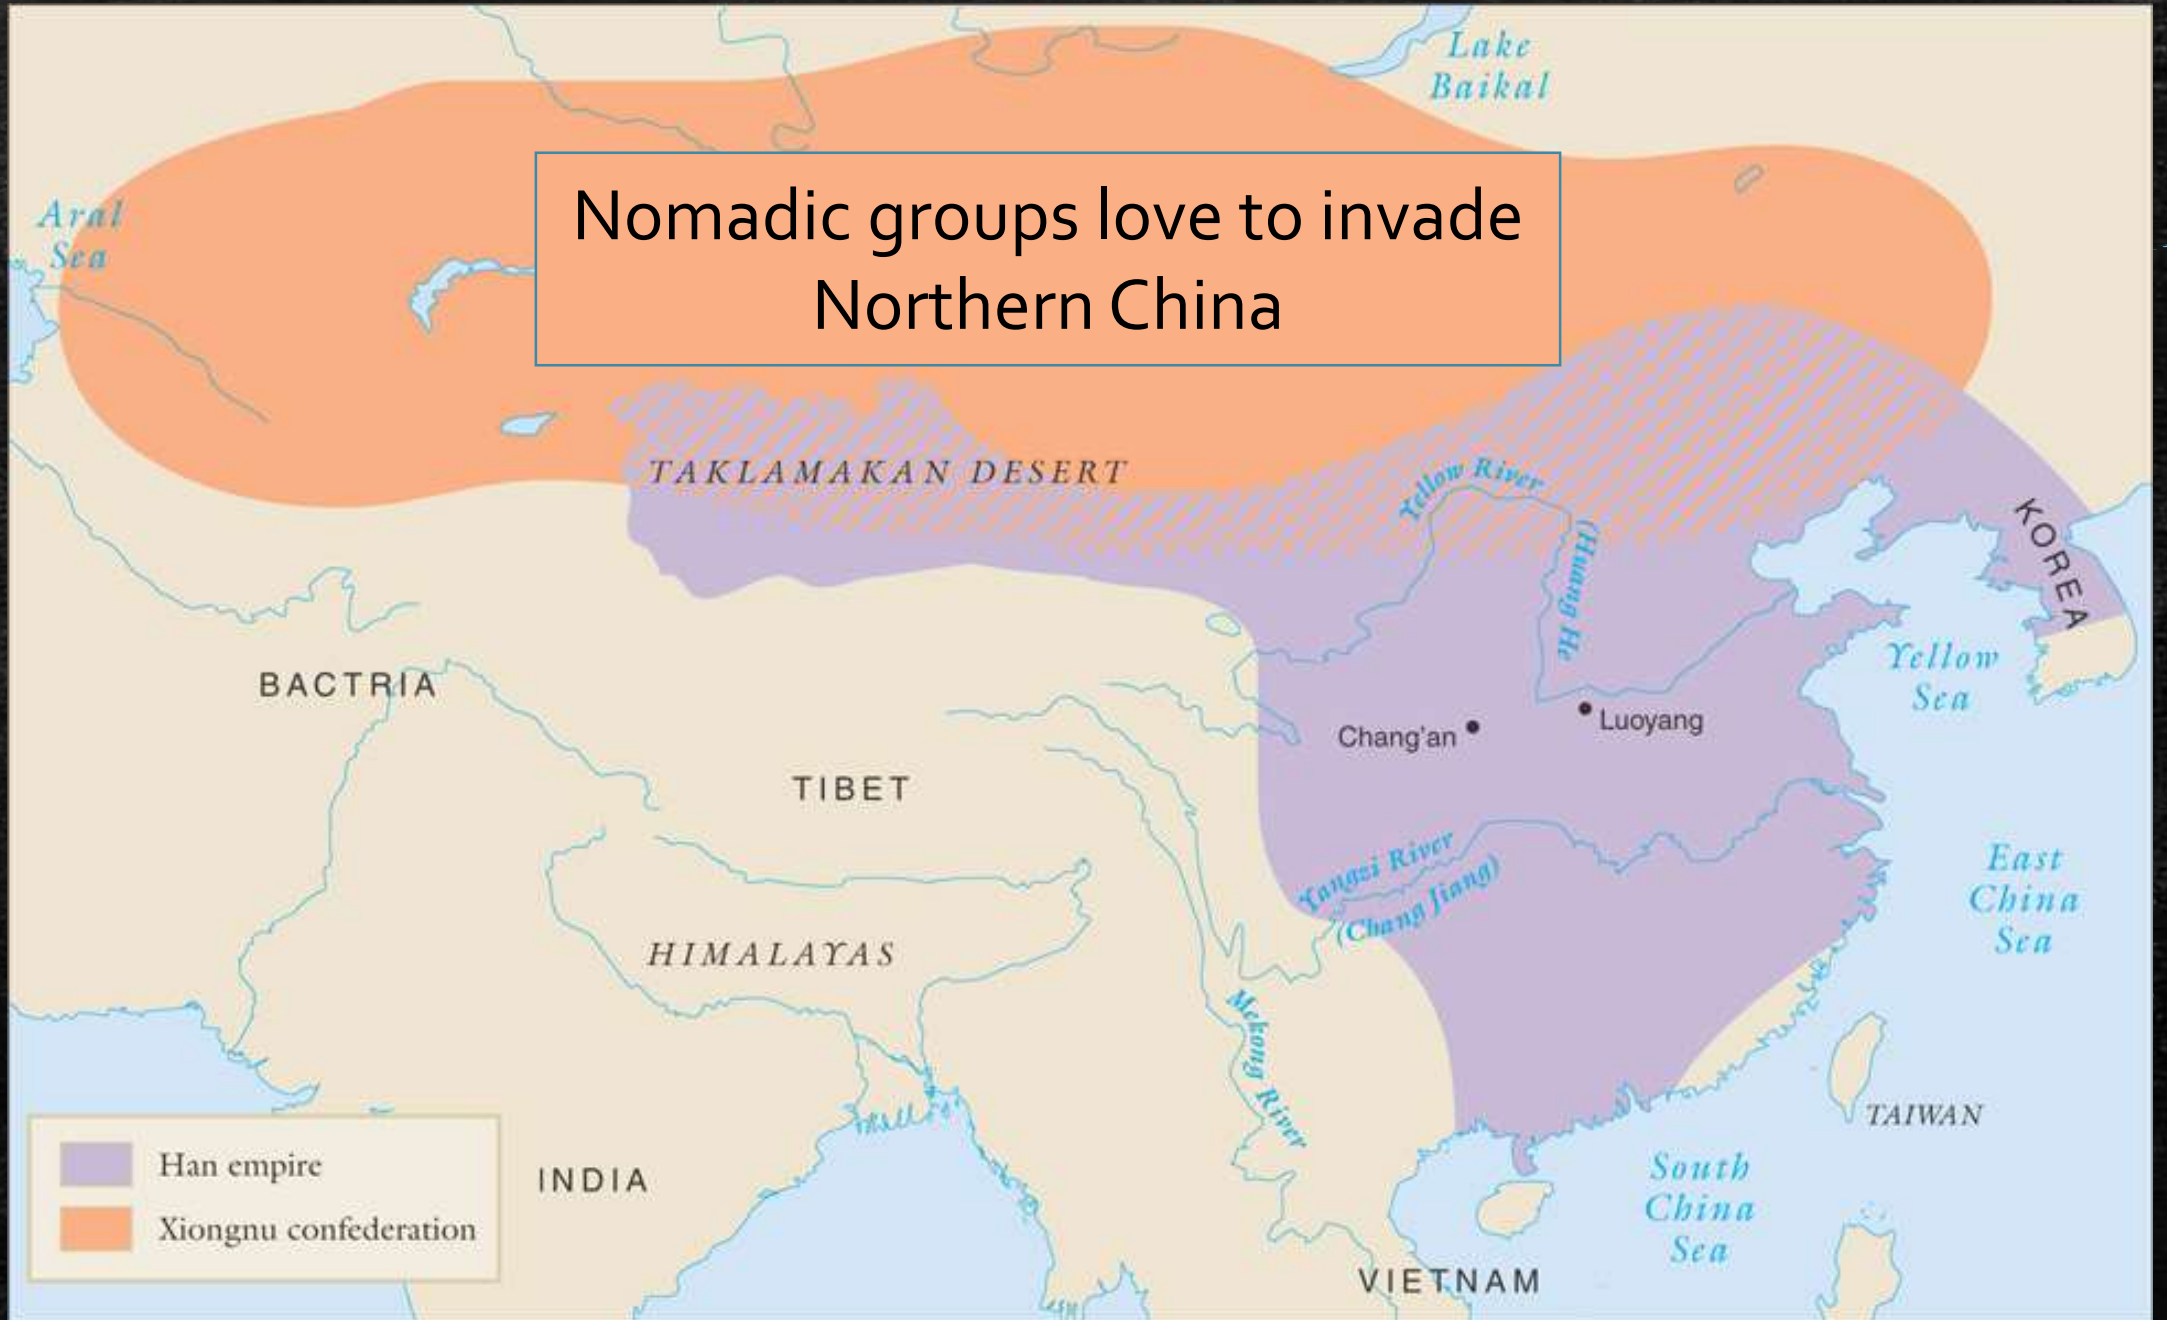 Lake
Baikal
Nomadic groups love to invade
Northern China
Aral
Sea
TAKLAMAKAN DESERT
Yellow River
(Huang He
KOREA
BACTRIA
Yellow
Sea
Chang'an
Luoyang
TIBET
Yangzi River
(Chang Jiang)
East
China
Sea
HIMALAYAS
Mekong River
TAIWAN
Han empire
Xiongnu confederation
INDIA
South
China
Sea
VIETNAM